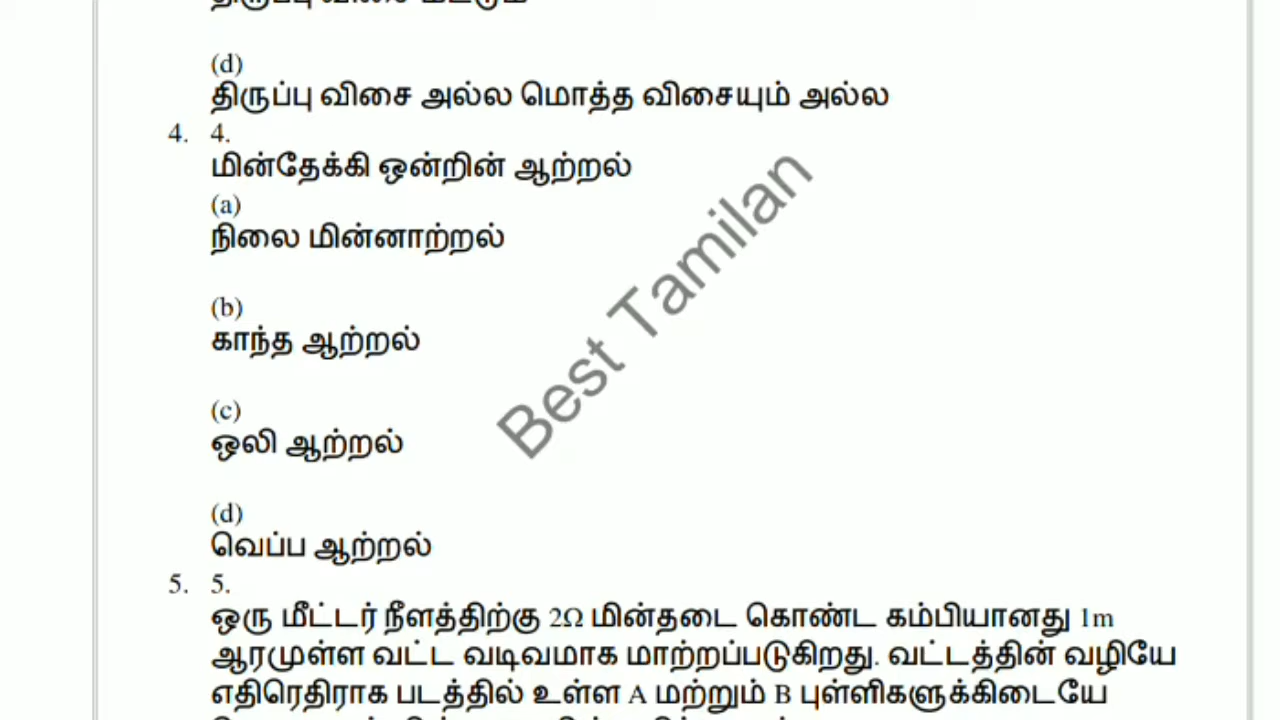 (d)
திருப்பு விசை அல்ல மொத்த விசையும் அல்ல
4. 4.
மின்தேக்கி ஒன்றின் ஆற்றல்
(a)
நிலை மின்னாற்றல்
(b)
காந்த ஆற்றல்
(c)
ஒலி ஆற்றல்
(d)
வெப்ப ஆற்றல்
5. 5.
ஒரு மீட்டர் நீளத்திற்கு 2Ω மின்தடை கொண்ட கம்பியானது 1m
ஆரமுள்ள வட்ட வடிவமாக மாற்றப்படுகிறது. வட்டத்தின் வழியே
எதிரெதிராக படத்தில் உள்ள A மற்றும் B புள்ளிகளுக்கிடையே
Best Tamilan